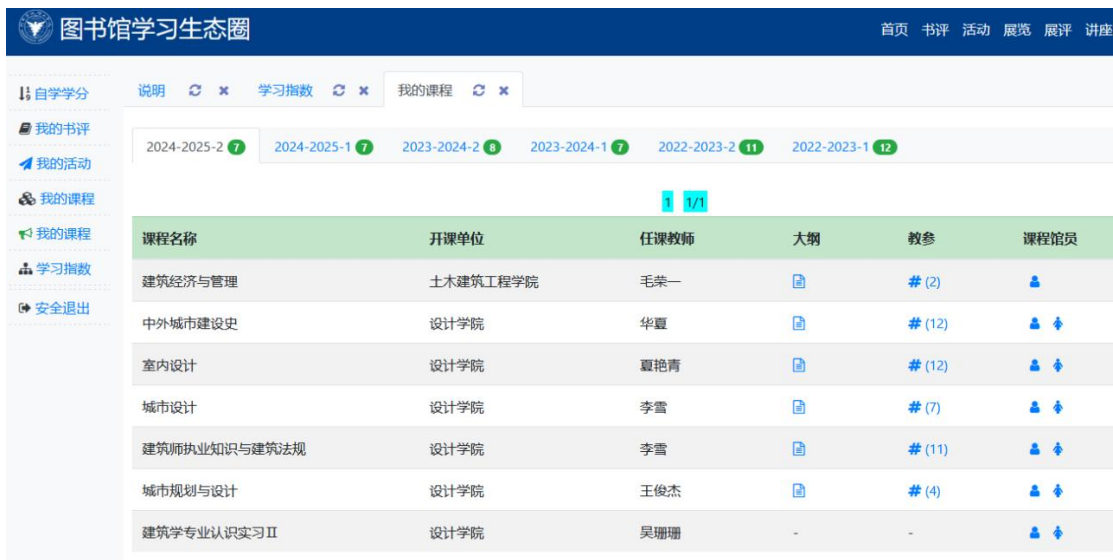 图书馆学习生态圈
首页 书评 活动 展览 展评 讲座
自学学分
我的书评
我的活动
我的课程
我的课程
学习指数
安全退出
说明 学习指数 我的课程
2024-2025-2 7 2024-2025-1 7 2023-2024-2 8 2023-2024-1 7 2022-2023-2 11 2022-2023-1 12
1 1/1
课程名称 开课单位 任课教师 大纲 教参 课程馆员
建筑经济与管理 土木建筑工程学院 毛荣一 # (2)
中外城市建设史 设计学院 华夏 # (12)
室内设计 设计学院 夏艳青 # (12)
城市设计 设计学院 李雪 # (7)
建筑师执业知识与建筑法规 设计学院 李雪 # (11)
城市规划与设计 设计学院 王俊杰 # (4)
建筑学专业认识实习Ⅱ 设计学院 吴珊珊 - -